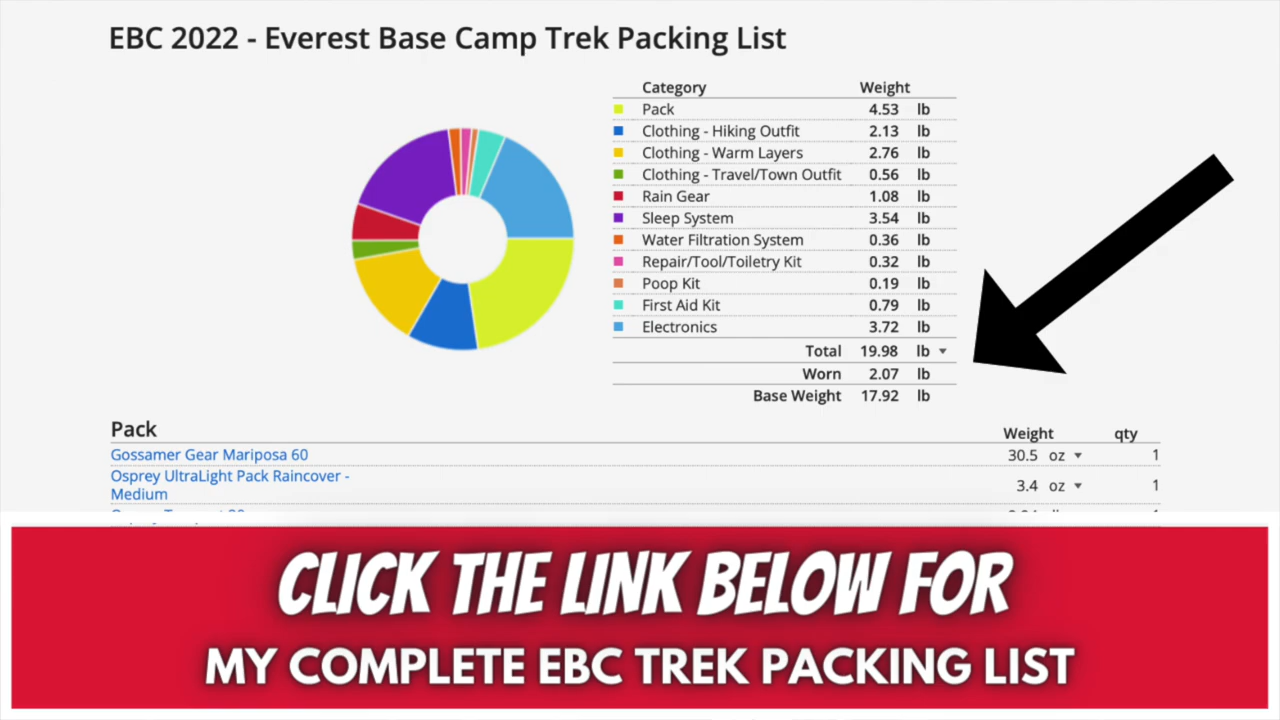 EBC 2022 - Everest Base Camp Trek Packing List
Category Weight
Pack 4.53 lb
Clothing - Hiking Outfit 2.13 lb
Clothing - Warm Layers 2.76 lb
Clothing - Travel/Town Outfit 0.56 lb
Rain Gear 1.08 lb
Sleep System 3.54 lb
Water Filtration System 0.36 lb
Repair/Tool/Toiletry Kit 0.32 lb
Poop Kit 0.19 lb
First Aid Kit 0.79 lb
Electronics 3.72 lb
Total 19.98 lb
Worn 2.07 lb
Base Weight 17.92 lb
Pack Weight qty
Gossamer Gear Mariposa 60 30.5 oz 1
Osprey UltraLight Pack Raincover -
Medium 3.4 oz 1
CLICK THE LINK BELOW FOR
MY COMPLETE EBC TREK PACKING LIST